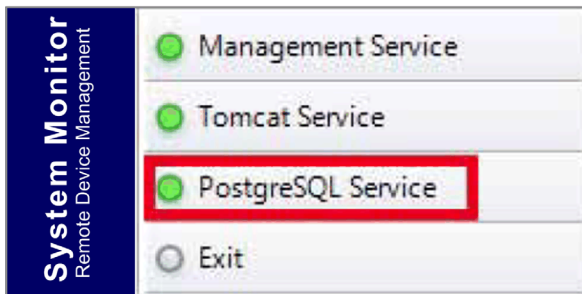 System Monitor
Remote Device Management
Management Service
Tomcat Service
PostgreSQL Service
Exit